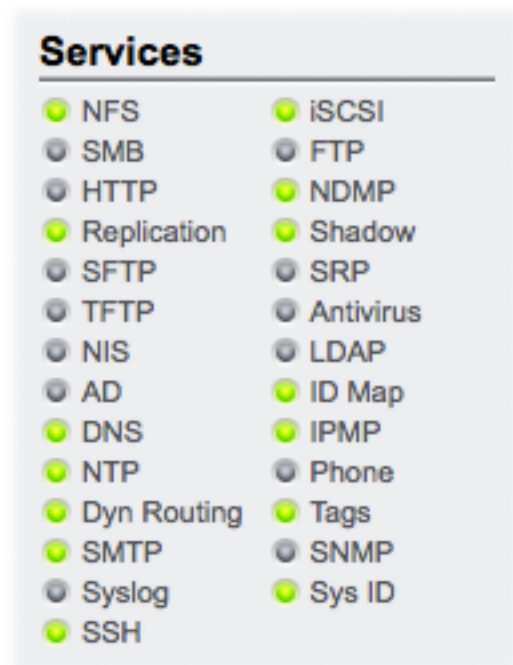 Services
NFS iSCSI
SMB FTP
HTTP NDMP
Replication Shadow
SFTP SRP
TFTP Antivirus
NIS LDAP
AD ID Map
DNS IPMP
NTP Phone
Dyn Routing Tags
SMTP SNMP
Syslog Sys ID
SSH